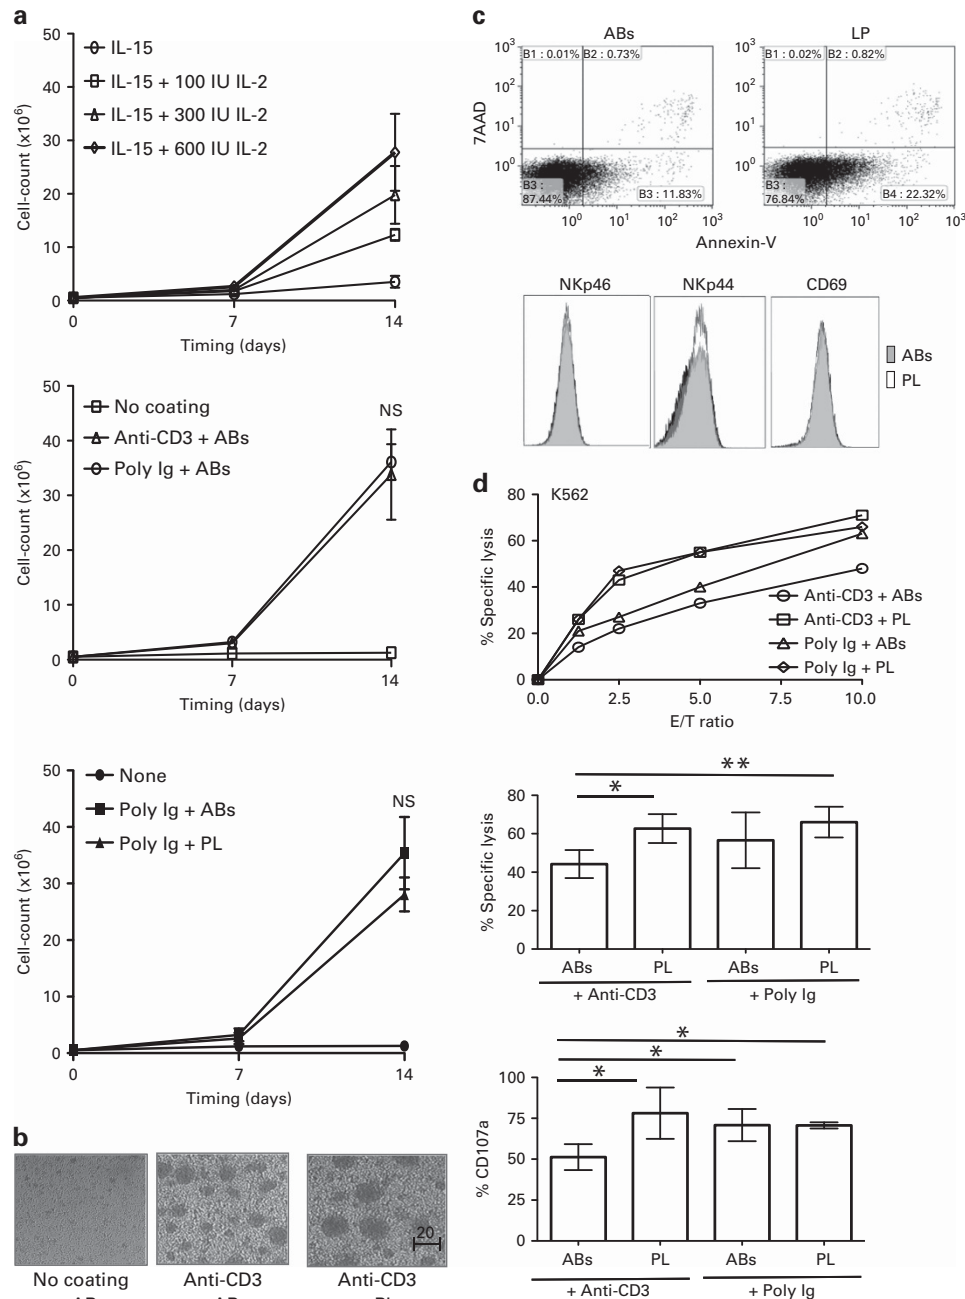 a
50
40
30
20
10
0
Cell-count (x10⁶)
IL-15
IL-15 + 100 IU IL-2
IL-15 + 300 IU IL-2
IL-15 + 600 IU IL-2
0 7 14
Timing (days)
50
40
30
20
10
0
Cell-count (x10⁶)
No coating
Anti-CD3 + ABs
Poly Ig + ABs
NS
0 7 14
Timing (days)
50
40
30
20
10
0
Cell-count (x10⁶)
None
Poly Ig + ABs
Poly Ig + PL
NS
0 7 14
Timing (days)
b
20
No coating Anti-CD3 Anti-CD3
c
ABs LP
10³
10²
10¹
10⁰
7AAD
B1 : 0.01% B2 : 0.73%
B3 :
87.44%
B3 : 11.83%
10⁰ 10¹ 10² 10³
10³
10²
10¹
10⁰
B1 : 0.02% B2 : 0.82%
B3 :
76.84%
B4 : 22.32%
10⁰ 10¹ 10² 10³
Annexin-V
NKp46 NKp44 CD69
ABs
PL
d
K562
80
60
40
20
0
% Specific lysis
Anti-CD3 + ABs
Anti-CD3 + PL
Poly Ig + ABs
Poly Ig + PL
0.0 2.5 5.0 7.5 10.0
E/T ratio
**
*
80
60
40
20
0
% Specific lysis
ABs PL ABs PL
+ Anti-CD3 + Poly Ig
*
*
*
100
75
50
25
0
% CD107a
ABs PL ABs PL
+ Anti-CD3 + Poly Ig